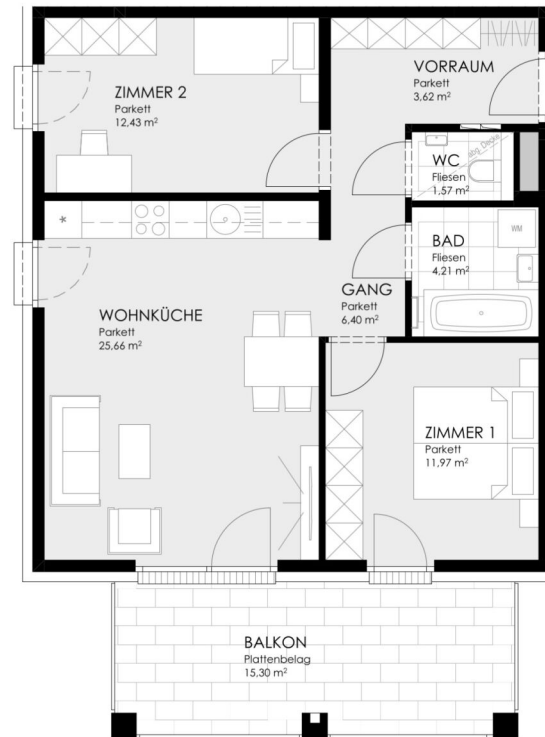 ZIMMER 2
Parkett
12,43 m²
VORRAUM
Parkett
3,62 m²
abg. Decke
WC
Fliesen
1,57 m²
WM
BAD
Fliesen
4,21 m²
GANG
Parkett
6,40 m²
*
WOHNKÜCHE
Parkett
25,66 m²
ZIMMER 1
Parkett
11,97 m²
BALKON
Plattenbelag
15,30 m²